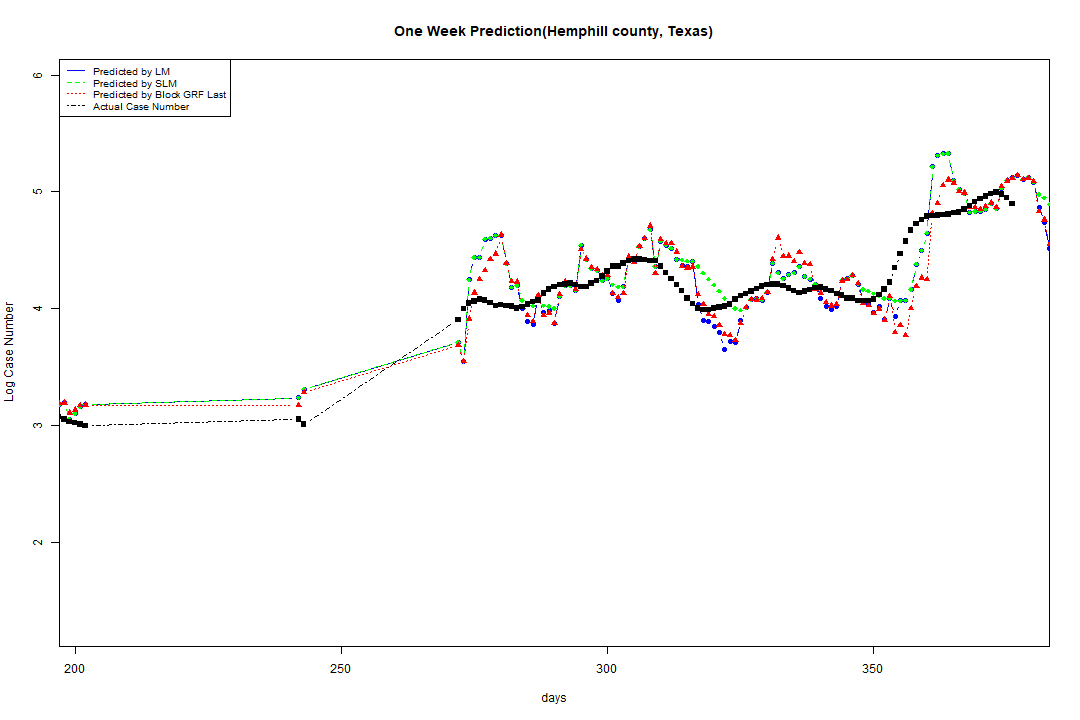 One Week Prediction(Hemphill county, Texas)
Predicted by LM
Predicted by SLM
Predicted by Block GRF Last
Actual Case Number
6
5
4
3
2
Log Case Number
200 250 300 350
days